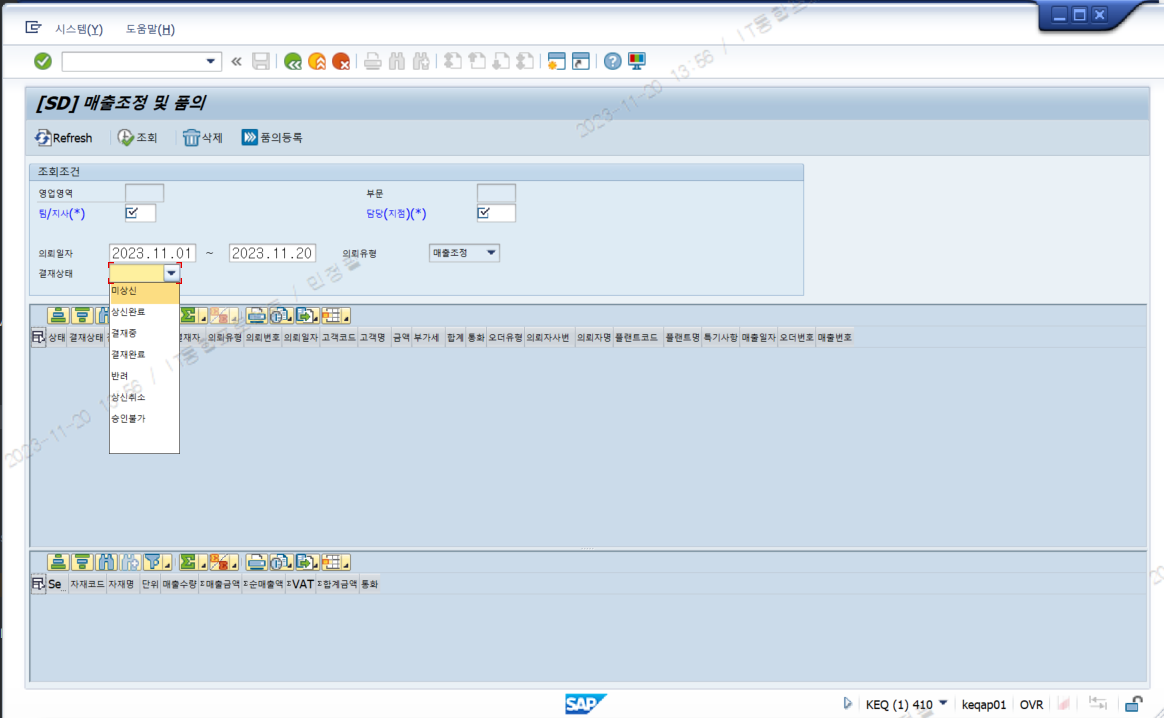 시스템(Y) 도움말(H)
[SD] 매출조정 및 품의
Refresh 조회 삭제 품의등록
조회조건
영업영역 부문
팀/지사(*) 담당(지점)(*)
의뢰일자 2023.11.01 ~ 2023.11.20 의뢰유형 매출조정
결재상태
미상신
상신완료
결재중
결재완료
반려
상신취소
승인불가
상태 결재상태 의뢰유형 의뢰번호 의뢰일자 고객코드 고객명 금액 부가세 합계 통화 오더유형 의뢰자사번 의뢰자명 플랜트코드 플랜트명 특기사항 매출일자 오더번호 매출번호
Se... 자재코드 자재명 단위 매출수량 Σ매출금액 Σ순매출액 ΣVAT Σ합계금액 통화
SAP
KEQ (1) 410 keqap01 OVR
2023-11-20 13:56 / IT통합
2023-11-20 13:56 / IT통합